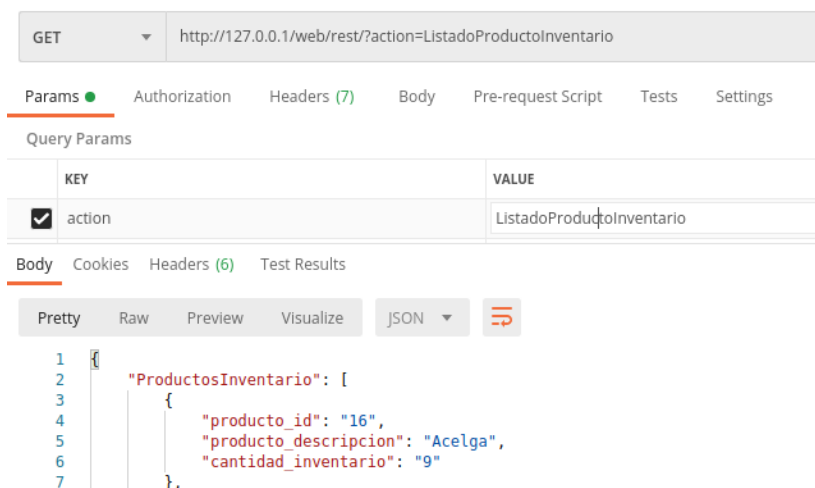 GET http://127.0.0.1/web/rest/?action=ListadoProductoInventario
Params Authorization Headers (7) Body Pre-request Script Tests Settings
Query Params
KEY VALUE
action ListadoProductoInventario
Body Cookies Headers (6) Test Results
Pretty Raw Preview Visualize JSON
1 {
2 "ProductosInventario": [
3 {
4 "producto_id": "16",
5 "producto_descripcion": "Acelga",
6 "cantidad_inventario": "9"
7 },